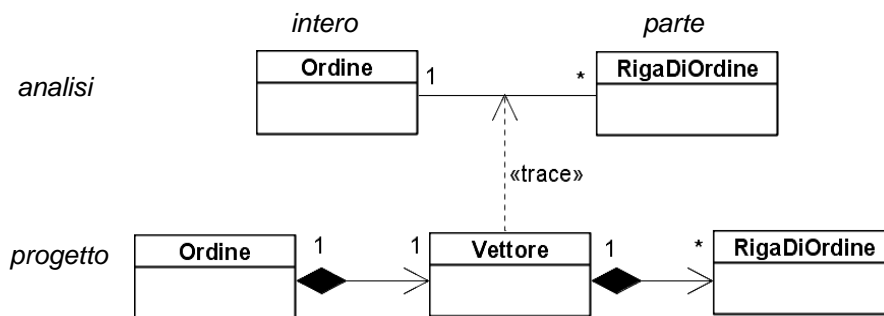 intero parte
analisi
Ordine 1 * RigaDiOrdine
«trace»
progetto
Ordine 1 1 Vettore 1 * RigaDiOrdine